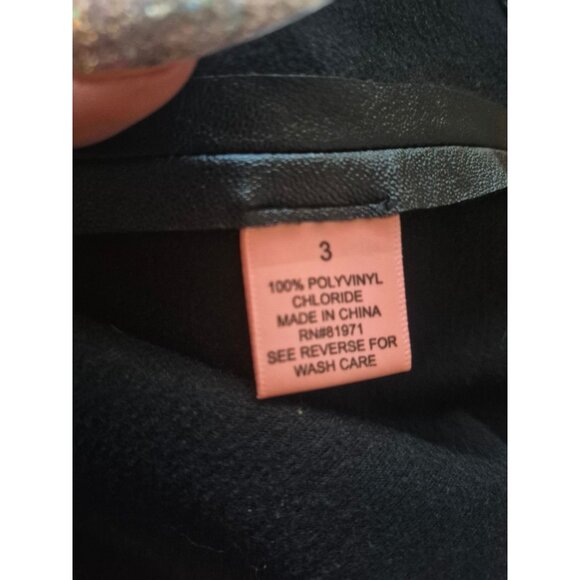 3
100% POLYVINYL
CHLORIDE
MADE IN CHINA
RN#81971
SEE REVERSE FOR
WASH CARE